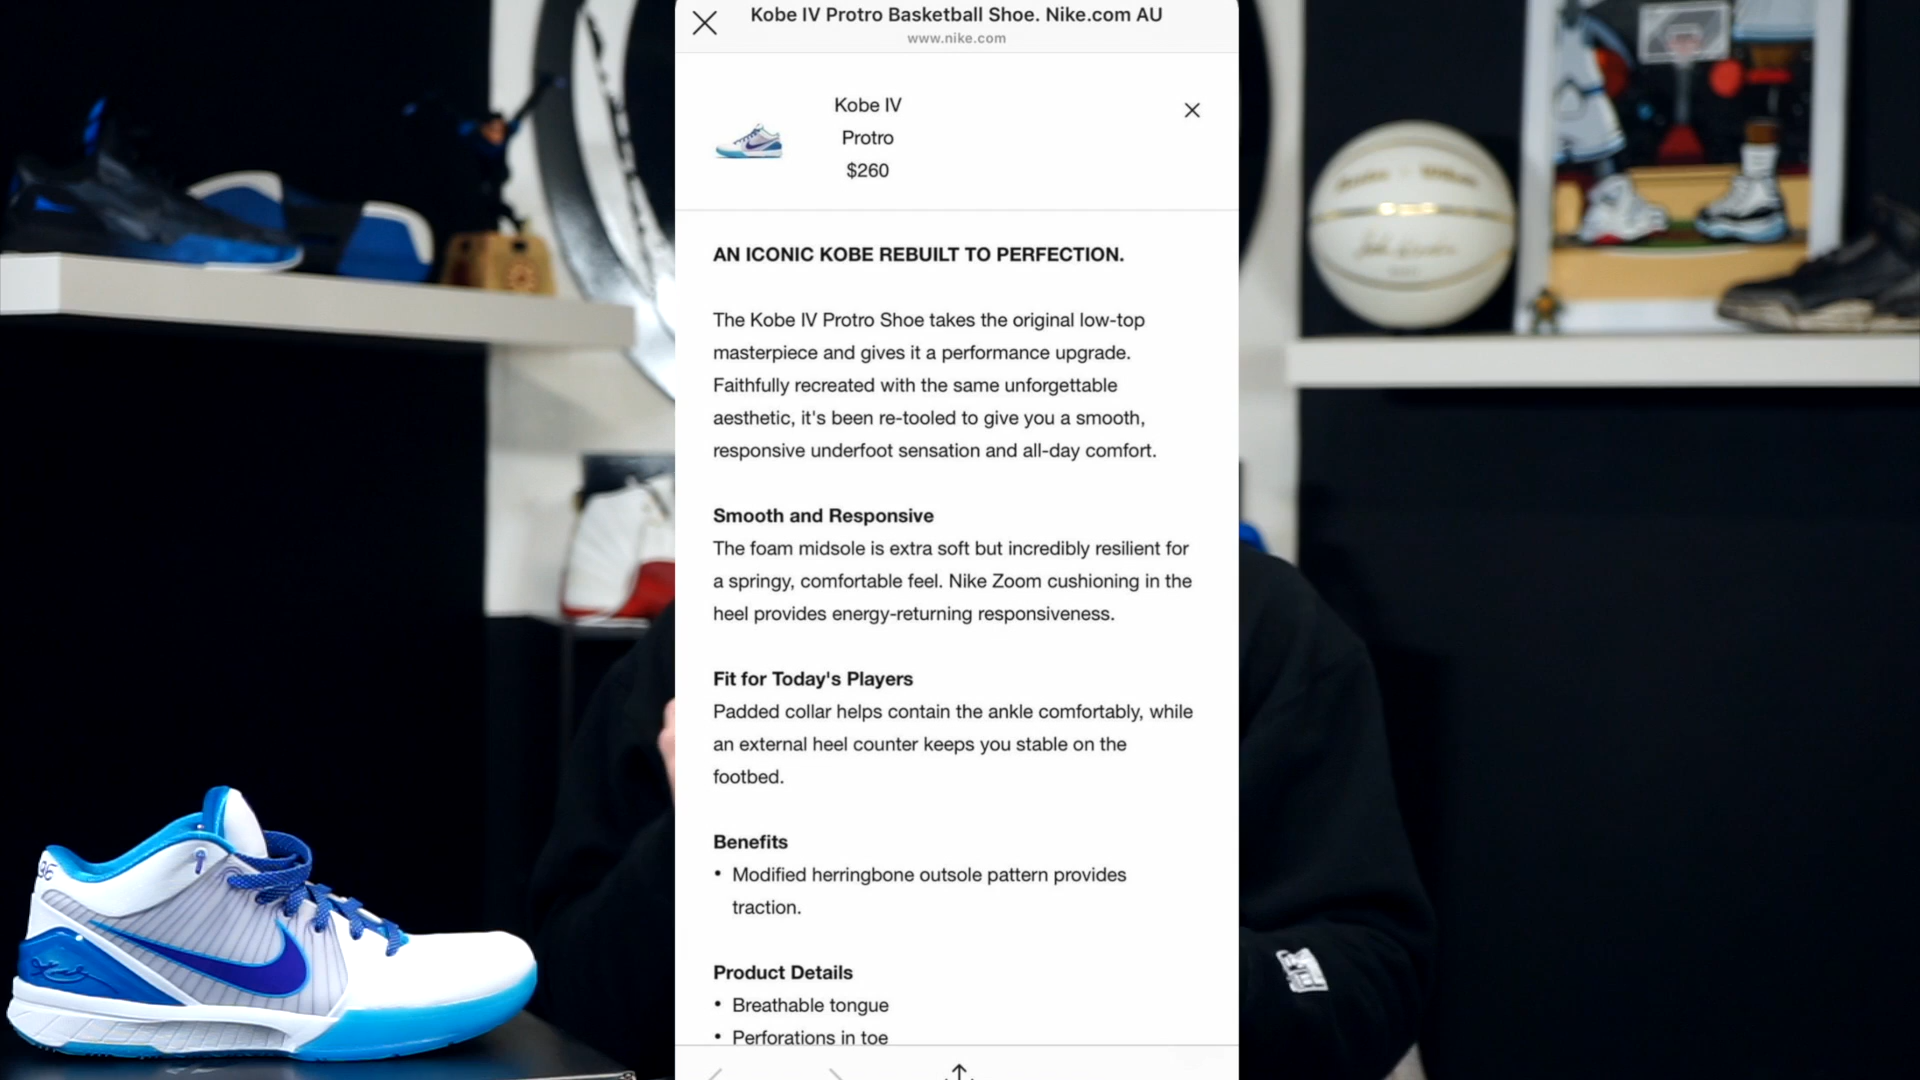 Kobe IV Protro Basketball Shoe. Nike.com AU
www.nike.com
Kobe IV
Protro
$260
AN ICONIC KOBE REBUILT TO PERFECTION.
The Kobe IV Protro Shoe takes the original low-top
masterpiece and gives it a performance upgrade.
Faithfully recreated with the same unforgettable
aesthetic, it's been re-tooled to give you a smooth,
responsive underfoot sensation and all-day comfort.
Smooth and Responsive
The foam midsole is extra soft but incredibly resilient for
a springy, comfortable feel. Nike Zoom cushioning in the
heel provides energy-returning responsiveness.
Fit for Today's Players
Padded collar helps contain the ankle comfortably, while
an external heel counter keeps you stable on the
footbed.
Benefits
• Modified herringbone outsole pattern provides
traction.
Product Details
• Breathable tongue
• Perforations in toe